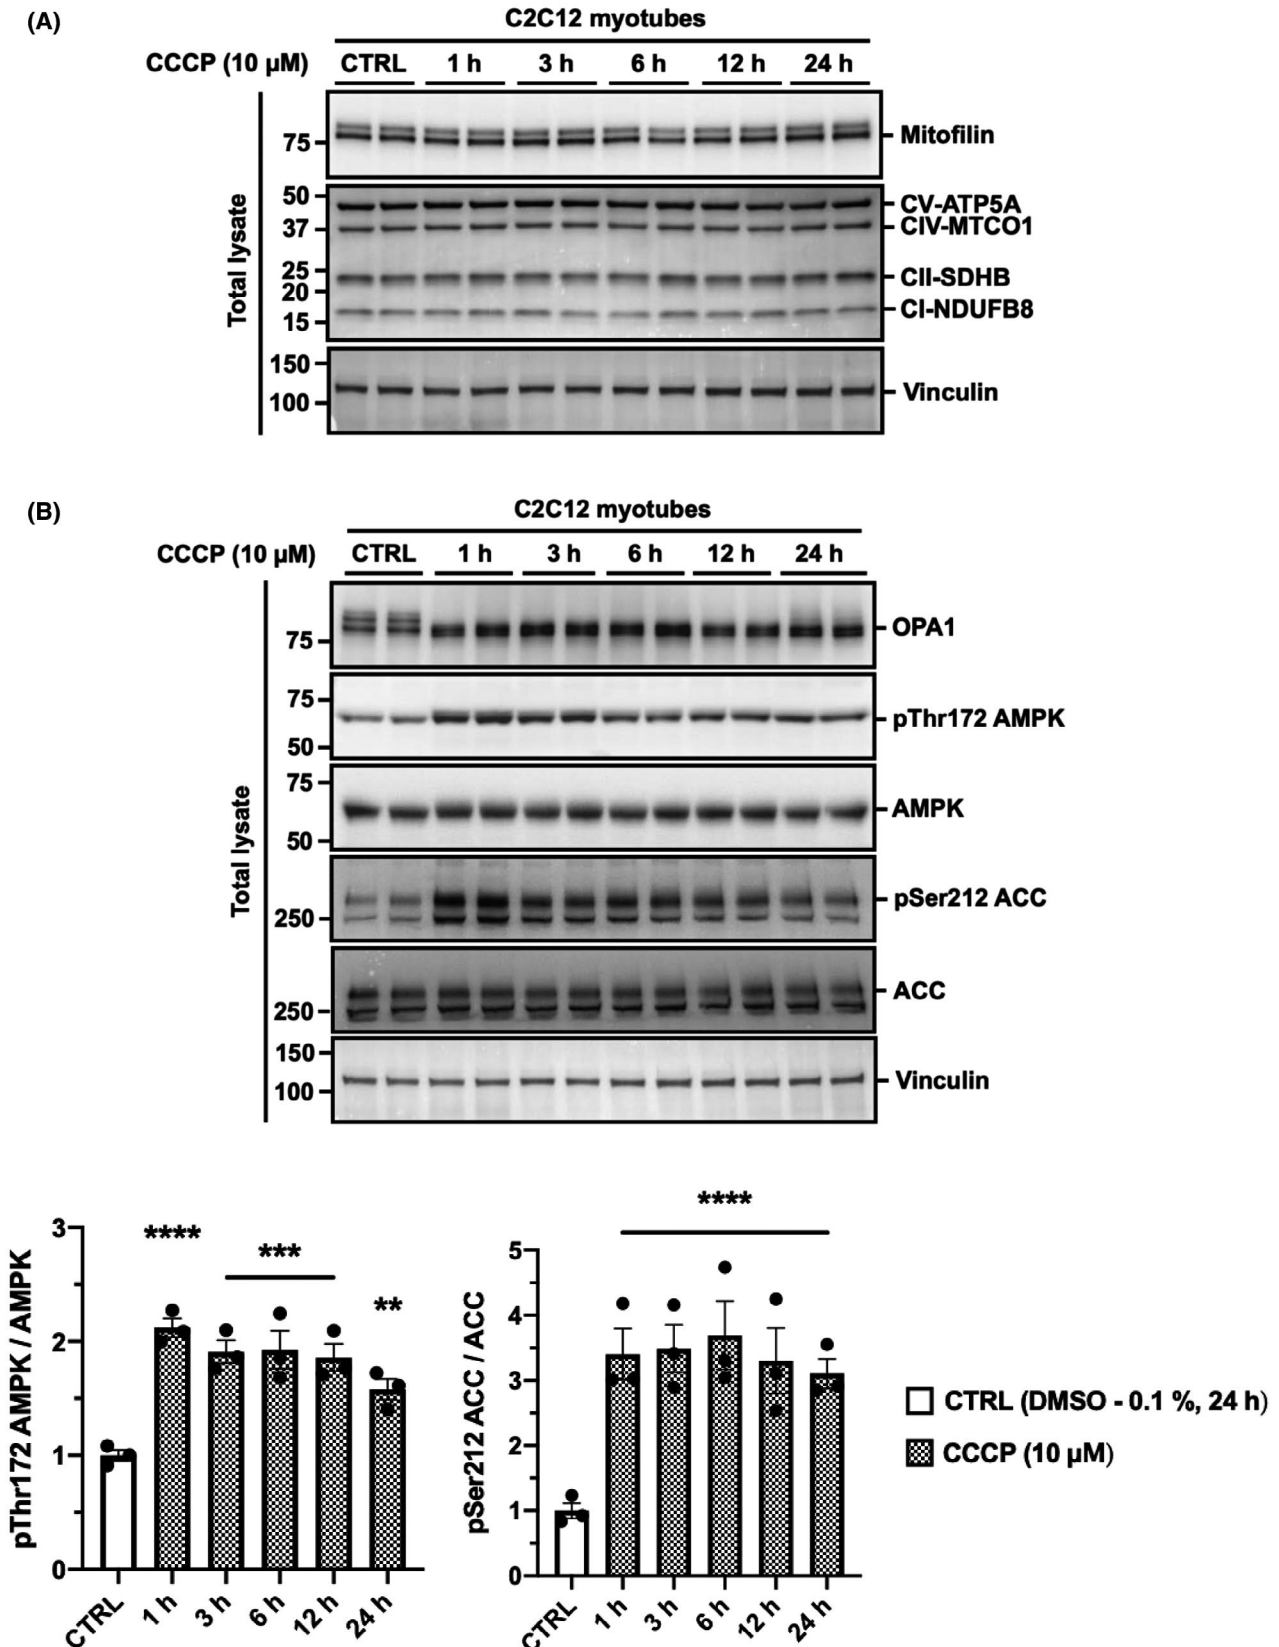 (A)
C2C12 myotubes
CCCP (10 µM) CTRL 1 h 3 h 6 h 12 h 24 h
Total lysate
75 Mitofilin
50 CV-ATP5A
37 CIV-MTCO1
25 CII-SDHB
20
15 CI-NDUFB8
150
100 Vinculin
(B)
C2C12 myotubes
CCCP (10 µM) CTRL 1 h 3 h 6 h 12 h 24 h
Total lysate
75 OPA1
75 pThr172 AMPK
50
75 AMPK
50
pSer212 ACC
250
ACC
250
150 Vinculin
100
pThr172 AMPK / AMPK
3
2
1
0
****
***
**
CTRL 1 h 3 h 6 h 12 h 24 h
pSer212 ACC / ACC
5
4
3
2
1
0
****
CTRL 1 h 3 h 6 h 12 h 24 h
CTRL (DMSO - 0.1 %, 24 h)
CCCP (10 µM)